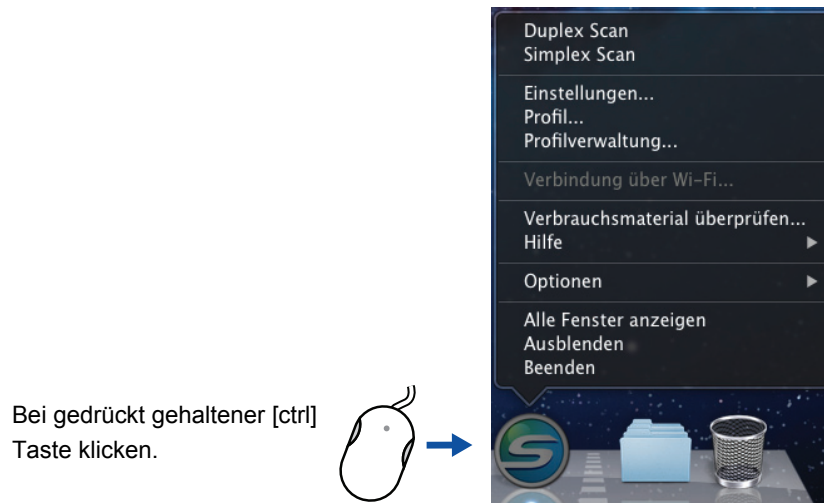 Duplex Scan
Simplex Scan
Einstellungen...
Profil...
Profilverwaltung...
Verbindung über Wi-Fi...
Verbrauchsmaterial überprüfen...
Hilfe
Optionen
Alle Fenster anzeigen
Ausblenden
Beenden
Bei gedrückt gehaltener [ctrl]
Taste klicken.
S